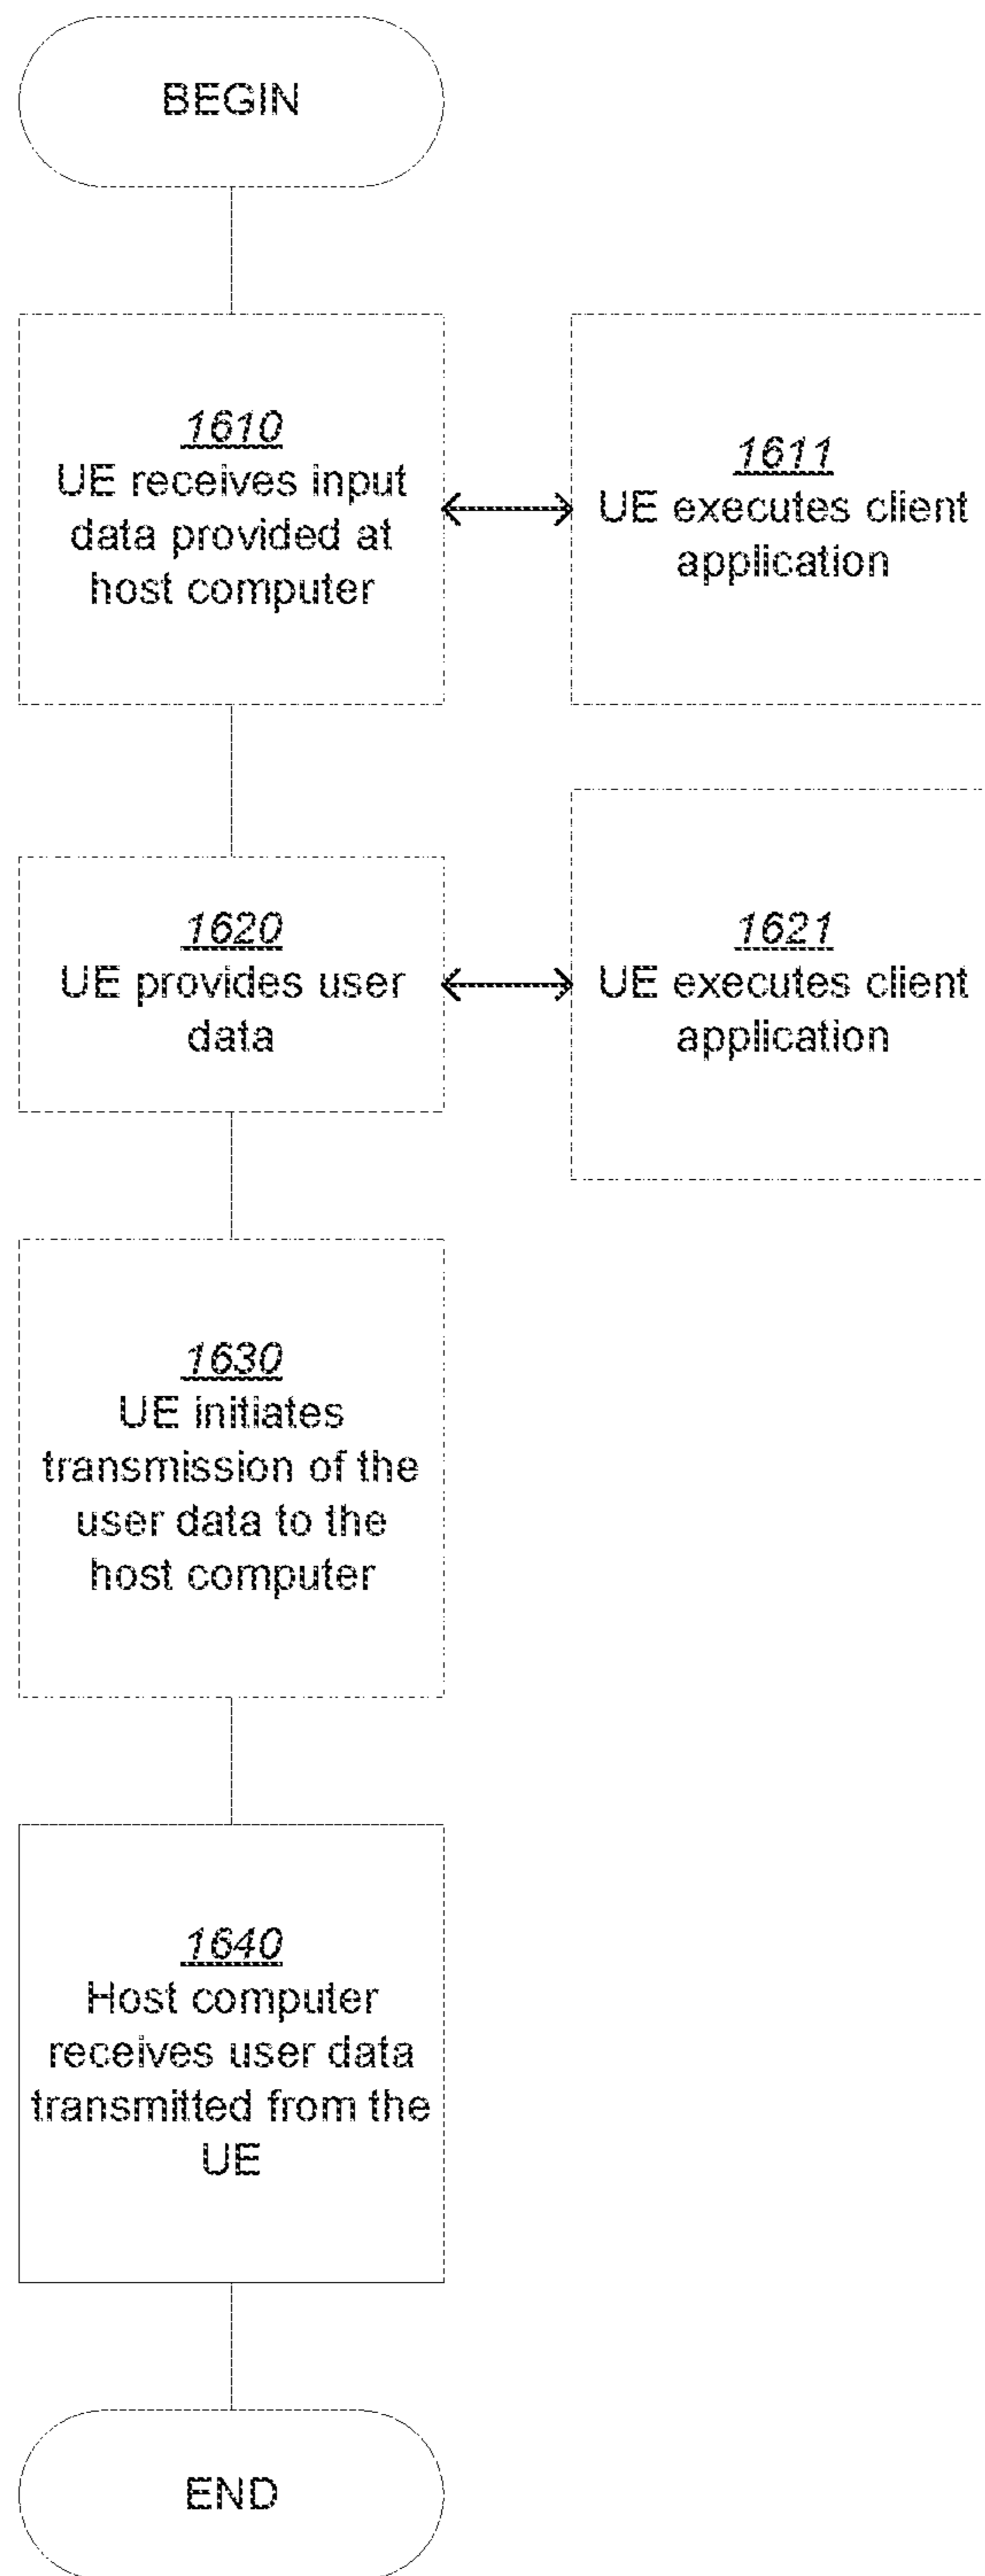 BEGIN
1610
UE receives input
data provided at
host computer
1611
UE executes client
application
1620
UE provides user
data
1621
UE executes client
application
1630
UE initiates
transmission of the
user data to the
host computer
1640
Host computer
receives user data
transmitted from the
UE
END